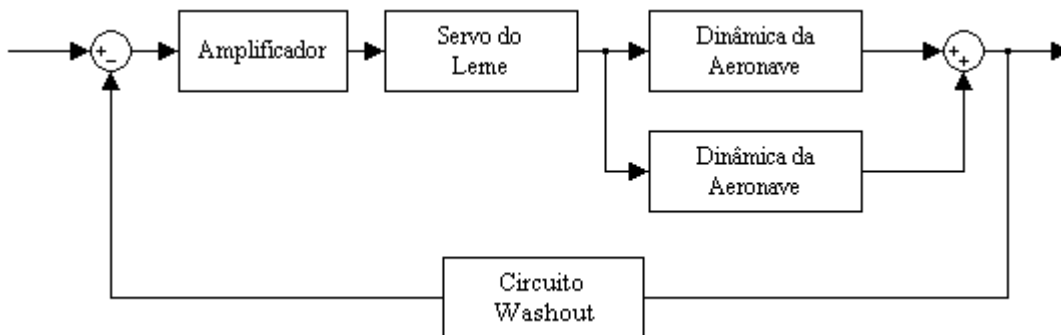 Amplificador
Servo do
Leme
Dinâmica da
Aeronave
Dinâmica da
Aeronave
Circuito
Washout